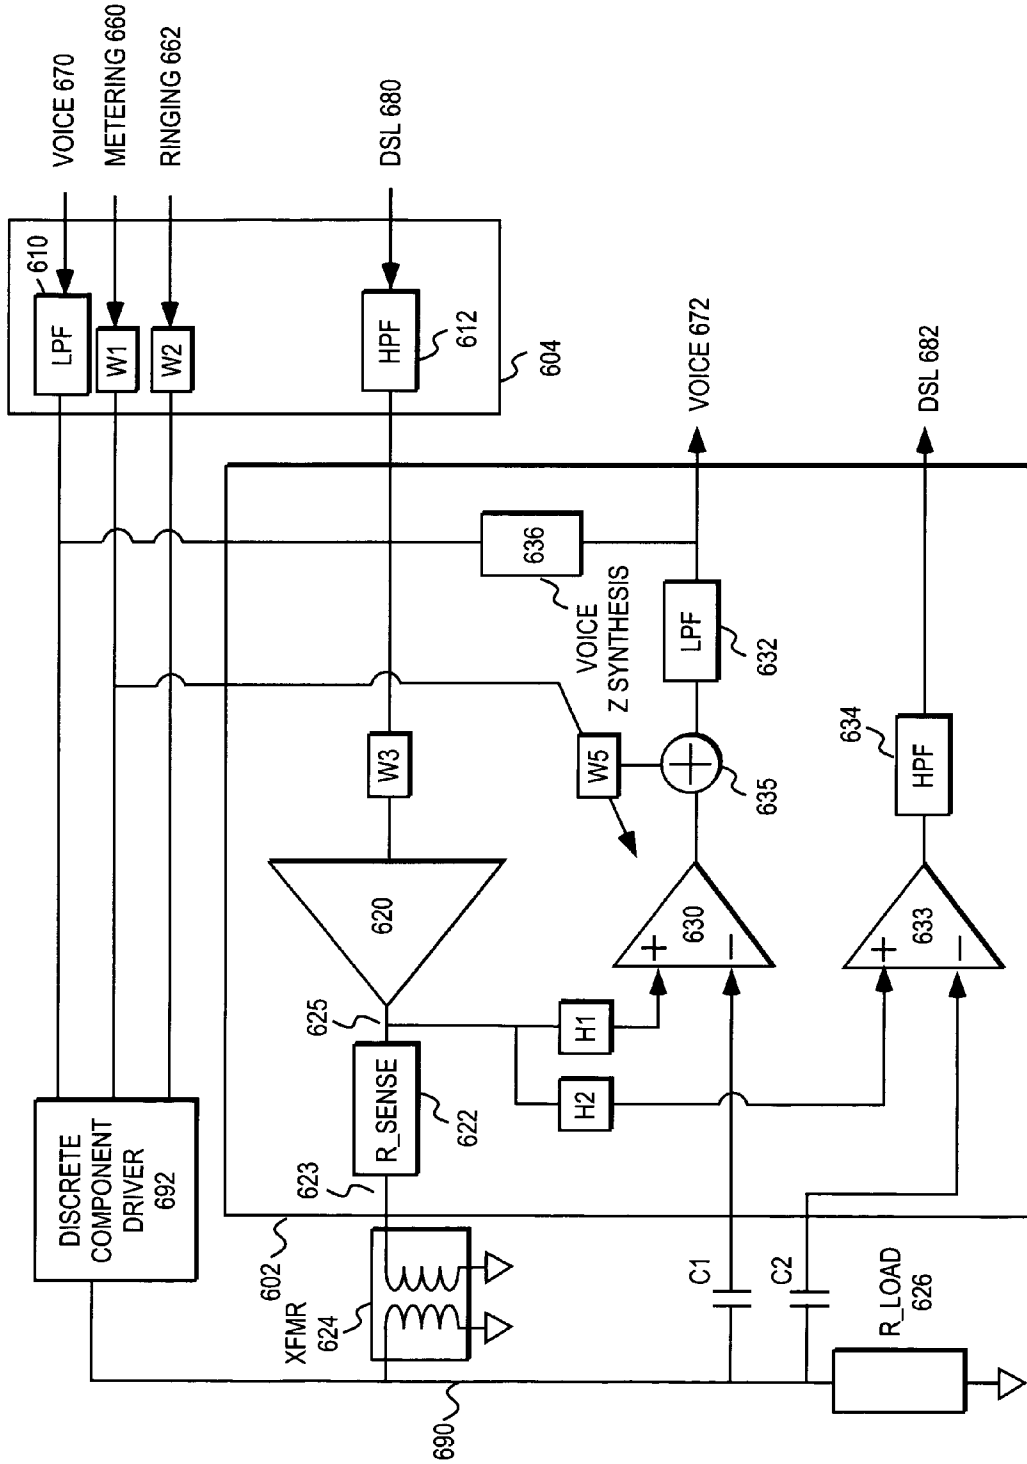 VOICE 670
METERING 660
RINGING 662
DSL 680
610
LPF
W1
W2
HPF
612
604
VOICE 672
DSL 682
636
VOICE
Z SYNTHESIS
LPF
632
634
HPF
W3
W5
635
620
630
+
−
633
+
−
625
H1
H2
R_SENSE
622
623
DISCRETE
COMPONENT
DRIVER
692
602
XFMR
624
C1
C2
R_LOAD
626
690